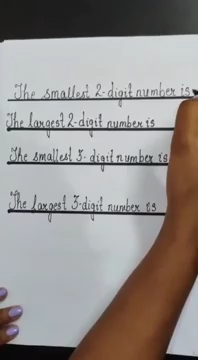 The smallest 2-digit number is
The largest 2-digit number is
The smallest 3-digit number is
The largest 3-digit number is